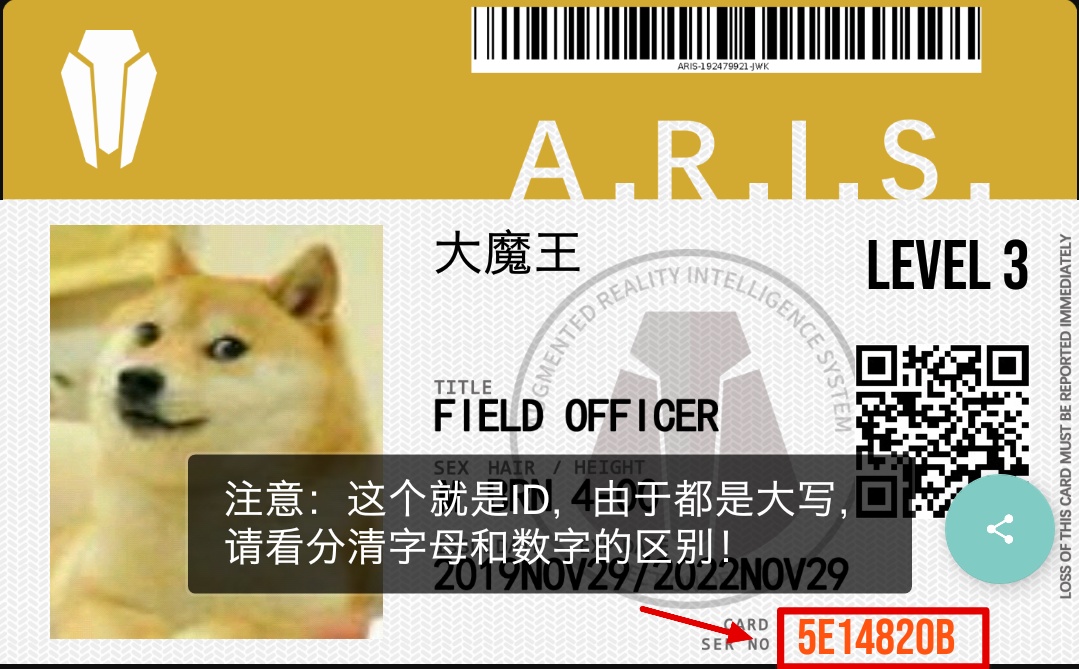 ARIS-192479921-JWK
A.R.I.S.
大魔王
LEVEL 3
AUGMENTED REALITY INTELLIGENCE SYSTEM
TITLE
FIELD OFFICER
SEX HAIR / HEIGHT
BRN
注意：这个就是ID，由于都是大写，
请看分清字母和数字的区别！
2019NOV29/2022NOV29
CARD
SER NO
5E14820B
LOSS OF THIS CARD MUST BE REPORTED IMMEDIATELY